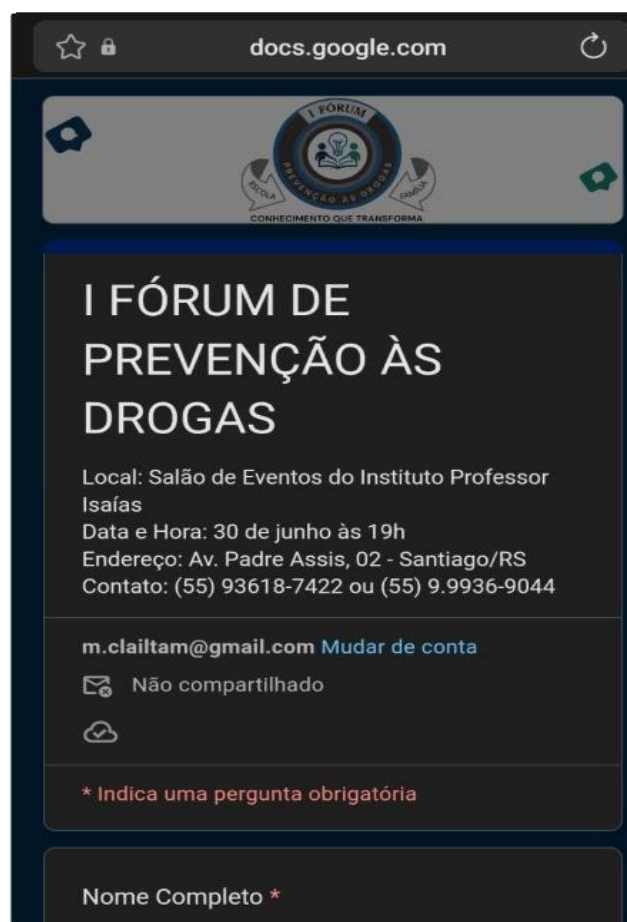 docs.google.com
I FÓRUM
PREVENÇÃO ÀS DROGAS
ESCOLA
FAMÍLIA
CONHECIMENTO QUE TRANSFORMA
I FÓRUM DE
PREVENÇÃO ÀS
DROGAS
Local: Salão de Eventos do Instituto Professor
Isaías
Data e Hora: 30 de junho às 19h
Endereço: Av. Padre Assis, 02 - Santiago/RS
Contato: (55) 93618-7422 ou (55) 9.9936-9044
m.clailtam@gmail.com Mudar de conta
Não compartilhado
* Indica uma pergunta obrigatória
Nome Completo *